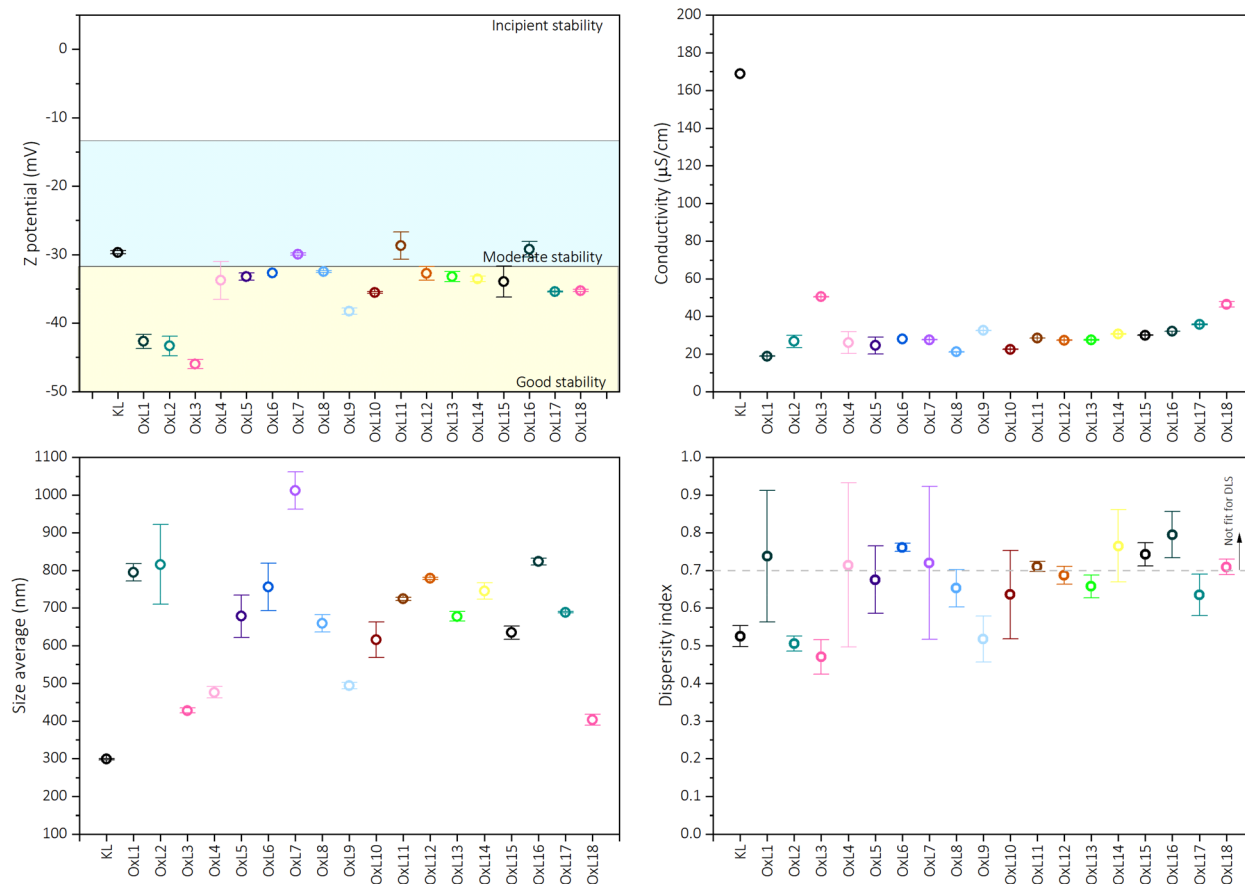 Incipient stability
Moderate stability
Good stability
Z potential (mV)
0
-10
-20
-30
-40
-50
KL
OxL1
OxL2
OxL3
OxL4
OxL5
OxL6
OxL7
OxL8
OxL9
OxL10
OxL11
OxL12
OxL13
OxL14
OxL15
OxL16
OxL17
OxL18
Conductivity (µS/cm)
200
180
160
140
120
100
80
60
40
20
0
KL
OxL1
OxL2
OxL3
OxL4
OxL5
OxL6
OxL7
OxL8
OxL9
OxL10
OxL11
OxL12
OxL13
OxL14
OxL15
OxL16
OxL17
OxL18
Size average (nm)
1100
1000
900
800
700
600
500
400
300
200
100
KL
OxL1
OxL2
OxL3
OxL4
OxL5
OxL6
OxL7
OxL8
OxL9
OxL10
OxL11
OxL12
OxL13
OxL14
OxL15
OxL16
OxL17
OxL18
Dispersity index
1.0
0.9
0.8
0.7
0.6
0.5
0.4
0.3
0.2
0.1
0.0
Not fit for DLS
KL
OxL1
OxL2
OxL3
OxL4
OxL5
OxL6
OxL7
OxL8
OxL9
OxL10
OxL11
OxL12
OxL13
OxL14
OxL15
OxL16
OxL17
OxL18